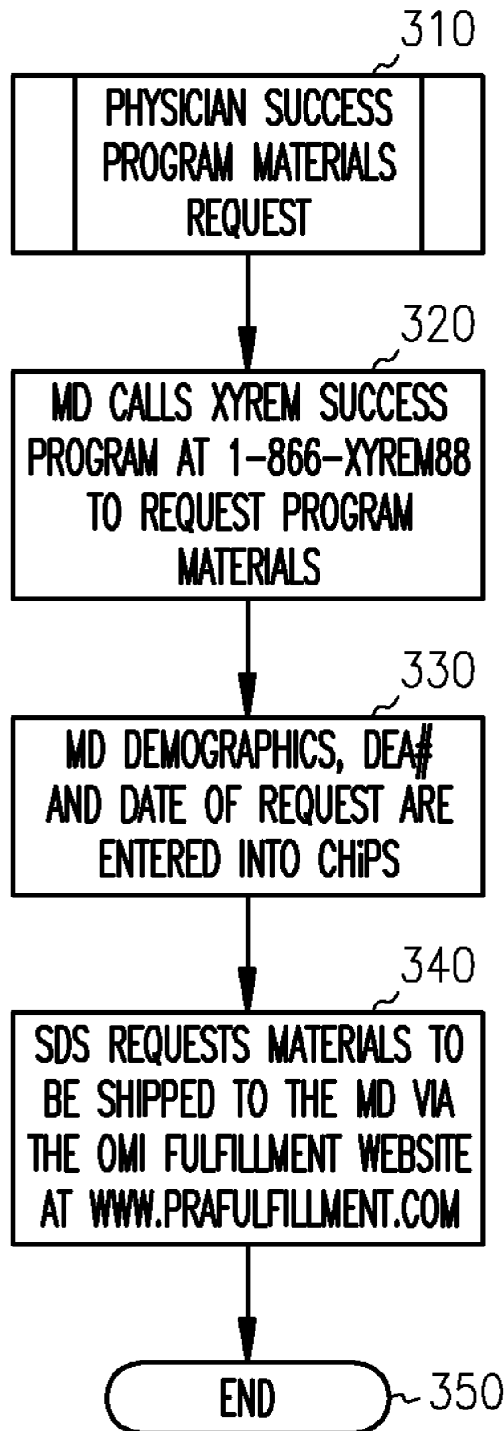 310
PHYSICIAN SUCCESS
PROGRAM MATERIALS
REQUEST
320
MD CALLS XYREM SUCCESS
PROGRAM AT 1-866-XYREM88
TO REQUEST PROGRAM
MATERIALS
330
MD DEMOGRAPHICS, DEA#
AND DATE OF REQUEST ARE
ENTERED INTO CHiPS
340
SDS REQUESTS MATERIALS TO
BE SHIPPED TO THE MD VIA
THE OMI FULFILLMENT WEBSITE
AT WWW.PRAFULFILLMENT.COM
END
350